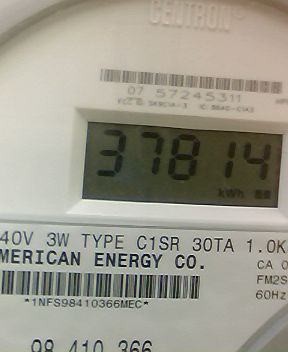 CENTRON
07 57245311
37814
kWh
40V 3W TYPE C1SR 30TA 1.0K
MERICAN ENERGY CO.
CA 0
FM2S
60Hz
*1NFS98410366MEC*
98 410 366